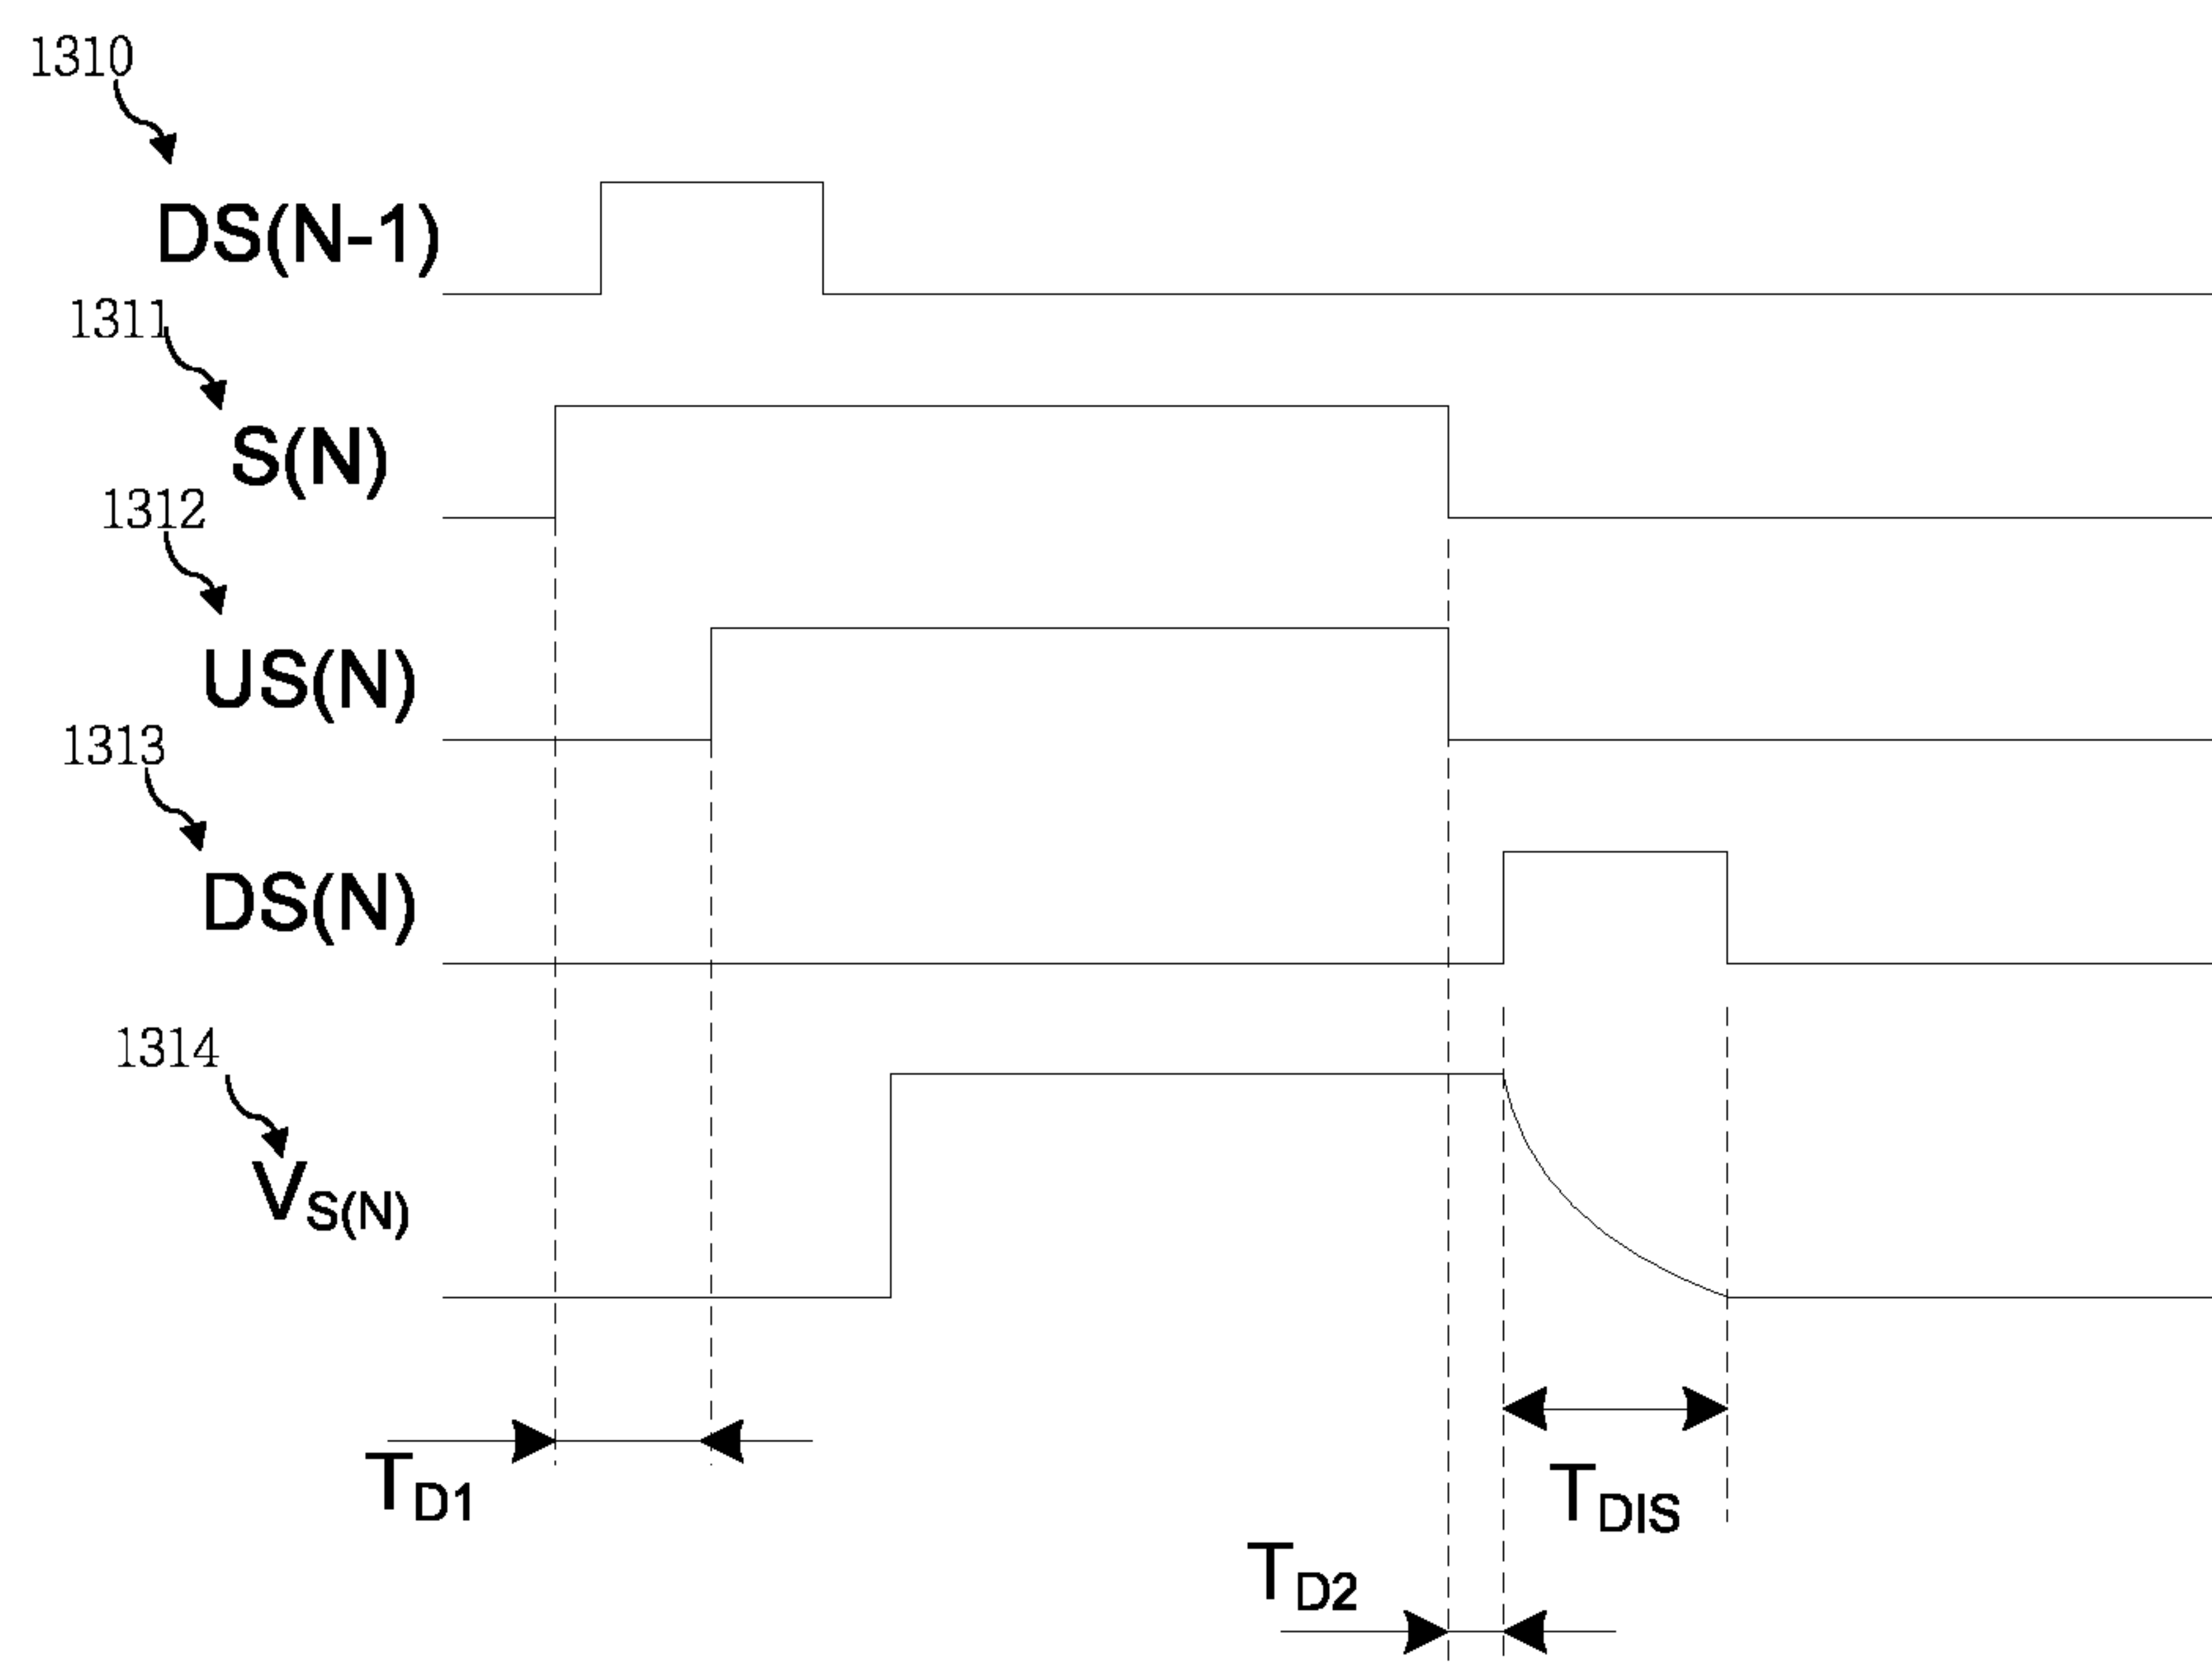 1310
DS(N-1)
1311
S(N)
1312
US(N)
1313
DS(N)
1314
VS(N)
TD1
TDIS
TD2